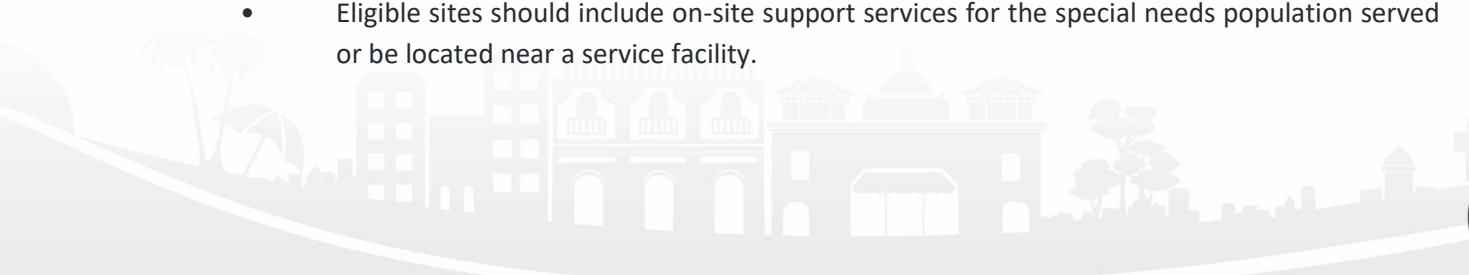 • Eligible sites should include on-site support services for the special needs population served
or be located near a service facility.